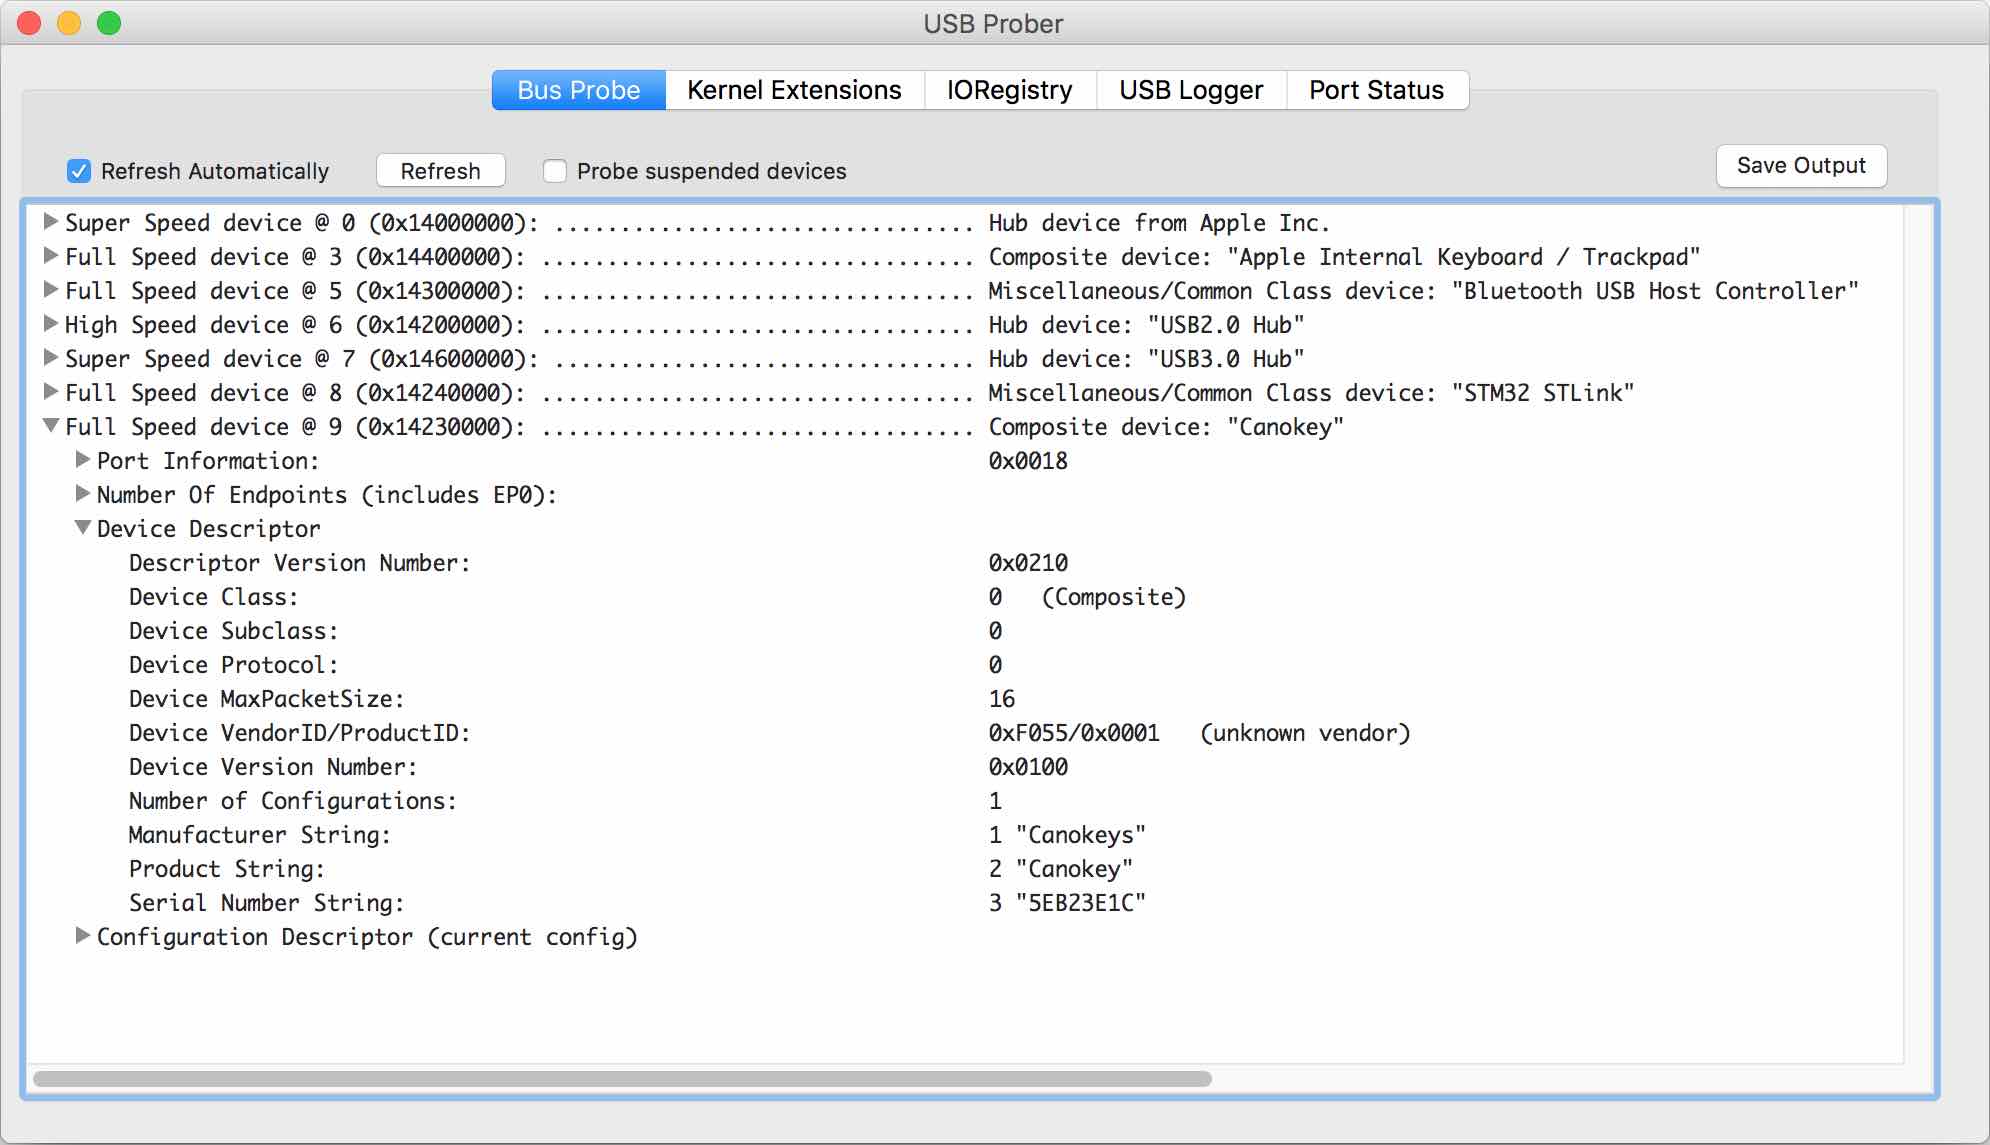 USB Prober
Bus Probe Kernel Extensions IORegistry USB Logger Port Status
Refresh Automatically Refresh Probe suspended devices Save Output
Super Speed device @ 0 (0x14000000): ................................ Hub device from Apple Inc.
Full Speed device @ 3 (0x14400000): ................................. Composite device: "Apple Internal Keyboard / Trackpad"
Full Speed device @ 5 (0x14300000): ................................. Miscellaneous/Common Class device: "Bluetooth USB Host Controller"
High Speed device @ 6 (0x14200000): ................................. Hub device: "USB2.0 Hub"
Super Speed device @ 7 (0x14600000): ................................ Hub device: "USB3.0 Hub"
Full Speed device @ 8 (0x14240000): ................................. Miscellaneous/Common Class device: "STM32 STLink"
Full Speed device @ 9 (0x14230000): ................................. Composite device: "Canokey"
Port Information: 0x0018
Number Of Endpoints (includes EP0):
Device Descriptor
Descriptor Version Number: 0x0210
Device Class: 0 (Composite)
Device Subclass: 0
Device Protocol: 0
Device MaxPacketSize: 16
Device VendorID/ProductID: 0xF055/0x0001 (unknown vendor)
Device Version Number: 0x0100
Number of Configurations: 1
Manufacturer String: 1 "Canokeys"
Product String: 2 "Canokey"
Serial Number String: 3 "5EB23E1C"
Configuration Descriptor (current config)